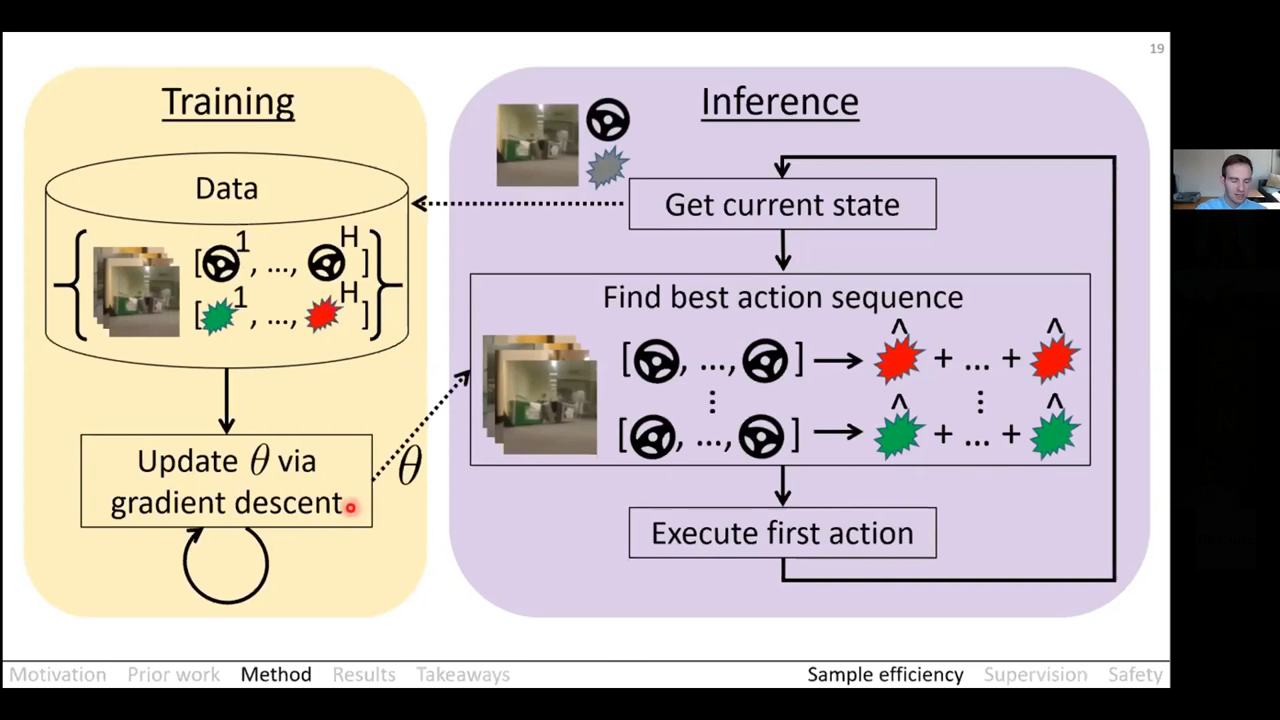 19
Training
Inference
Data
Get current state
{ [ 1 , ..., H ] }
[ 1 , ..., H ]
Find best action sequence
[ , ..., ] ^ + ... + ^
⋮ ⋮
[ , ..., ] ^ + ... + ^
Update θ via
gradient descent
θ
Execute first action
Motivation Prior work Method Results Takeaways
Sample efficiency Supervision Safety